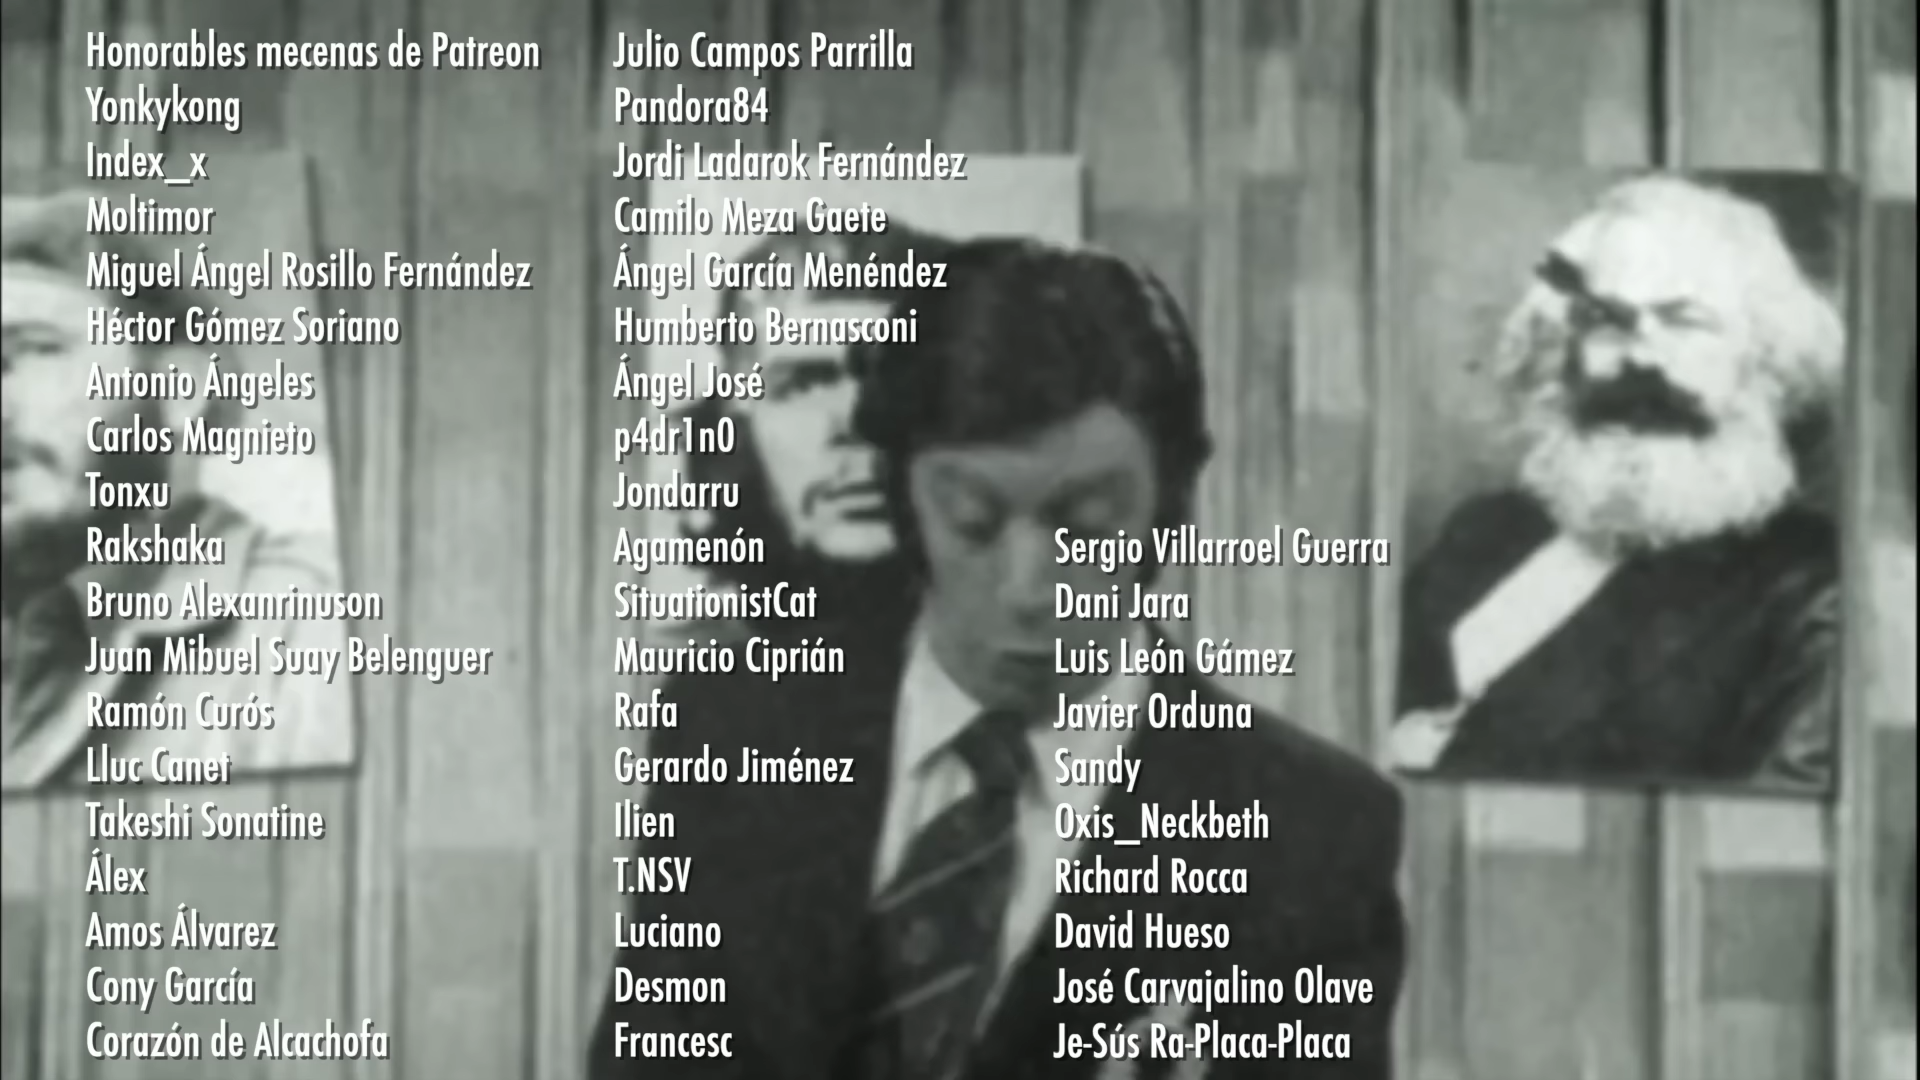 Honorables mecenas de Patreon
Yonkykong
Index_x
Moltimor
Miguel Ángel Rosillo Fernández
Héctor Gómez Soriano
Antonio Ángeles
Carlos Magnieto
Tonxu
Rakshaka
Bruno Alexanrinuson
Juan Mibuel Suay Belenguer
Ramón Curós
Lluc Canet
Takeshi Sonatine
Álex
Amos Álvarez
Cony García
Corazón de Alcachofa
Julio Campos Parrilla
Pandora84
Jordi Ladarok Fernández
Camilo Meza Gaete
Ángel García Menéndez
Humberto Bernasconi
Ángel José
p4dr1n0
Jondarru
Agamenón
SituationistCat
Mauricio Ciprián
Rafa
Gerardo Jiménez
Ilien
T.NSV
Luciano
Desmon
Francesc
Sergio Villarroel Guerra
Dani Jara
Luis León Gámez
Javier Orduna
Sandy
Oxis_Neckbeth
Richard Rocca
David Hueso
José Carvajalino Olave
Je-Sús Ra-Placa-Placa